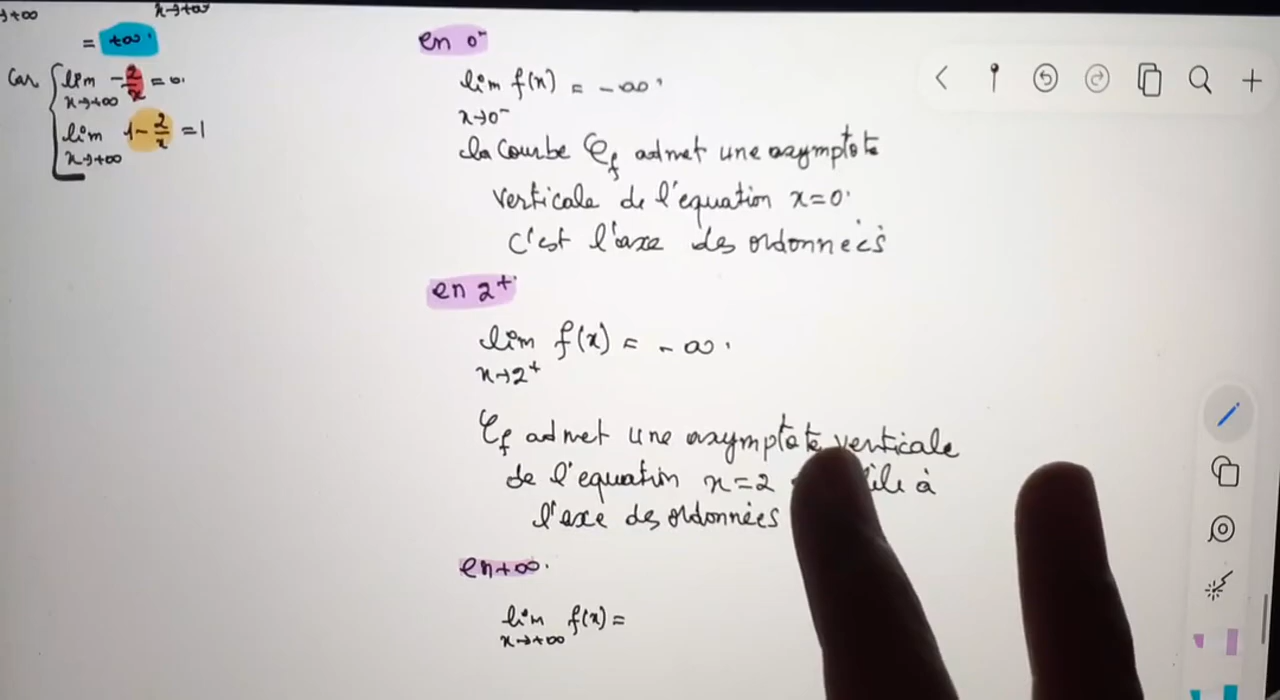 →+∞ x→+∞
= +∞.
Car lim -2/x = 0.
x→+∞
lim 1-2/x = 1
x→+∞
en 0⁻
lim f(x) = -∞.
x→0⁻
la courbe 𝒞f admet une asymptote
verticale de l'equation x=0.
c'est l'axe des ordonneés
en 2⁺
lim f(x) = -∞.
x→2⁺
𝒞f admet une asymptote verticale
de l'equation x=2 à
l'axe des ordonnées
en+∞.
lim f(x) =
x→+∞